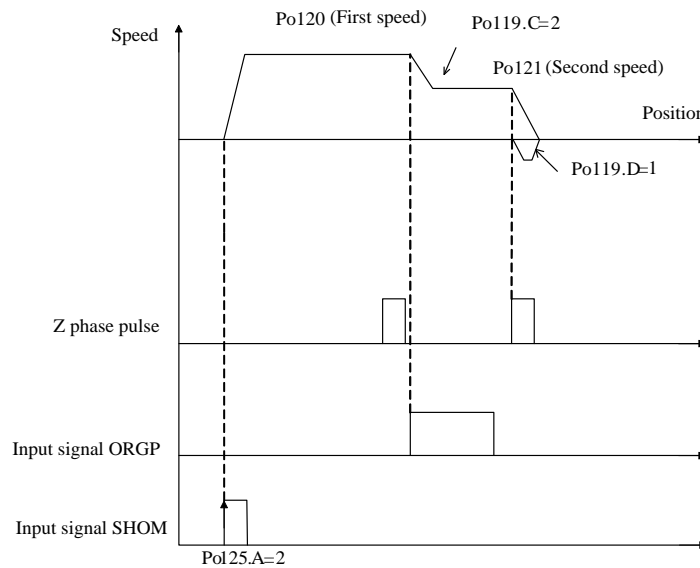 Po120 (First speed)
Po119.C=2
Speed
Po121 (Second speed)
Position
Po119.D=1
Z phase pulse
Input signal ORGP
Input signal SHOM
Po125.A=2